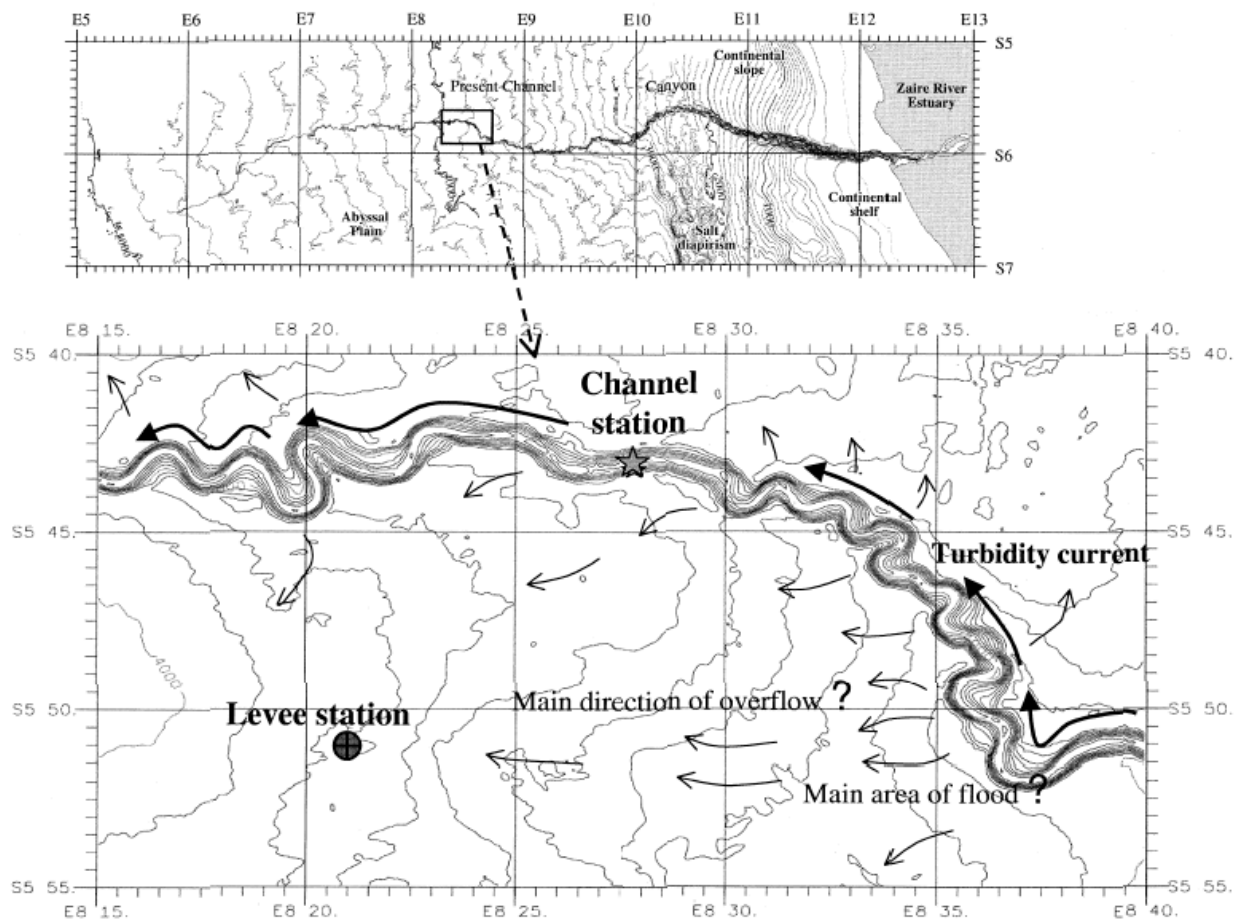 E5 E6 E7 E8 E9 E10 E11 E12 E13
S5
Continental
slope
Present Channel
Canyon
Zaire River
Estuary
S6
Continental
shelf
Abyssal
Plain
Salt
diapirism
S7
E8 15. E8 20. E8 25. E8 30. E8 35. E8 40.
S5 40. S5 40.
Channel
station
S5 45. S5 45.
Turbidity current
4000
Main direction of overflow ?
Levee station
S5 50. S5 50.
Main area of flood ?
S5 55. S5 55.
E8 15. E8 20. E8 25. E8 30. E8 35. E8 40.